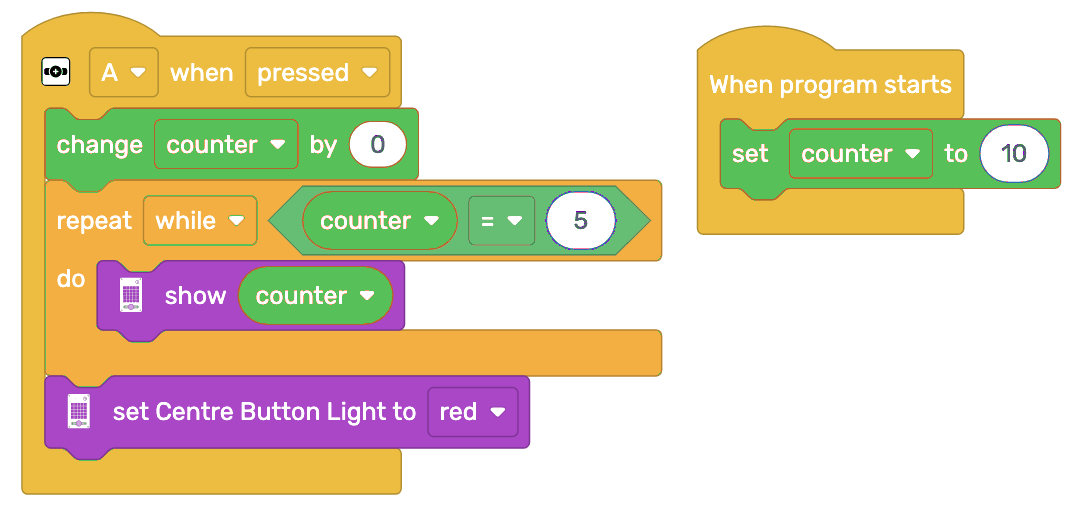 A when pressed
change counter by 0
repeat while counter = 5
do show counter
set Centre Button Light to red
When program starts
set counter to 10